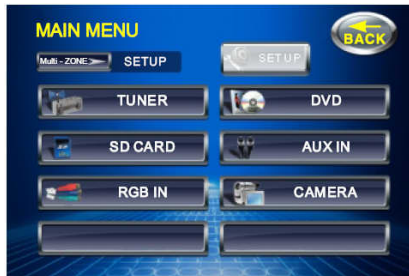 MAIN MENU
BACK
Multi - ZONE SETUP
SETUP
TUNER
DVD
SD CARD
AUX IN
RGB IN
CAMERA